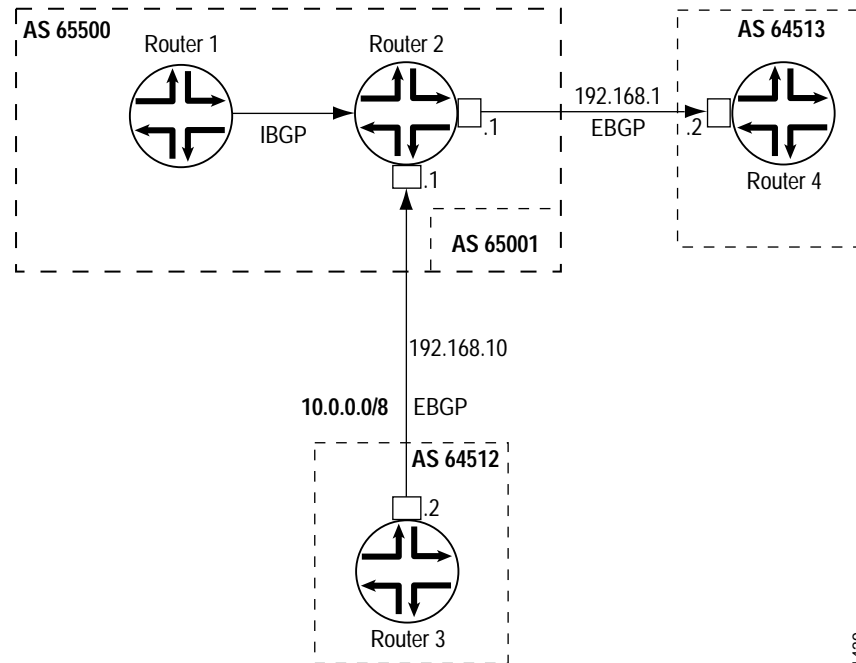 AS 65500
Router 1
Router 2
AS 64513
IBGP
.1
192.168.1
EBGP
.2
Router 4
.1
AS 65001
192.168.10
10.0.0.0/8
EBGP
AS 64512
.2
Router 3